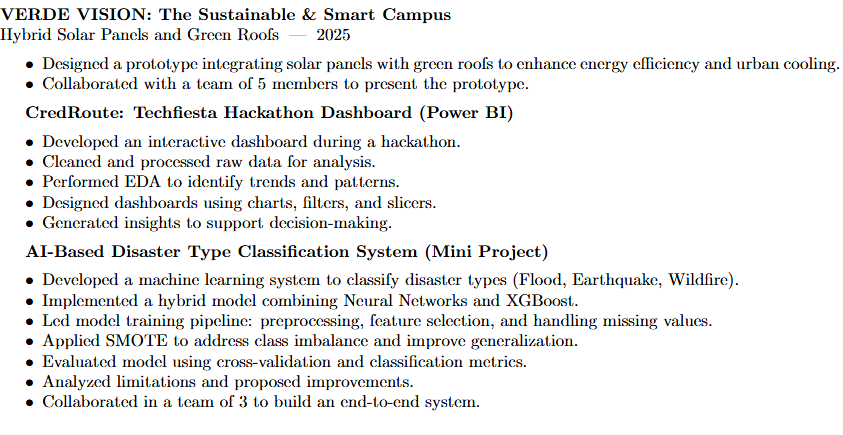 VERDE VISION: The Sustainable & Smart Campus
Hybrid Solar Panels and Green Roofs — 2025
• Designed a prototype integrating solar panels with green roofs to enhance energy efficiency and urban cooling.
• Collaborated with a team of 5 members to present the prototype.
CredRoute: Techfiesta Hackathon Dashboard (Power BI)
• Developed an interactive dashboard during a hackathon.
• Cleaned and processed raw data for analysis.
• Performed EDA to identify trends and patterns.
• Designed dashboards using charts, filters, and slicers.
• Generated insights to support decision-making.
AI-Based Disaster Type Classification System (Mini Project)
• Developed a machine learning system to classify disaster types (Flood, Earthquake, Wildfire).
• Implemented a hybrid model combining Neural Networks and XGBoost.
• Led model training pipeline: preprocessing, feature selection, and handling missing values.
• Applied SMOTE to address class imbalance and improve generalization.
• Evaluated model using cross-validation and classification metrics.
• Analyzed limitations and proposed improvements.
• Collaborated in a team of 3 to build an end-to-end system.